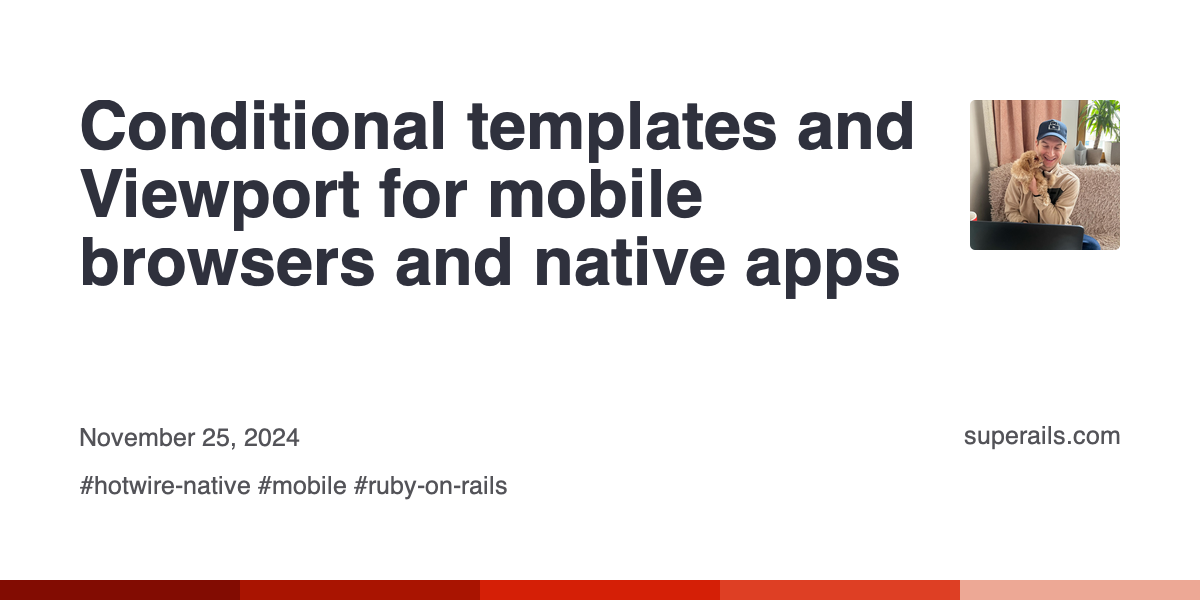 Conditional templates and
Viewport for mobile
browsers and native apps
November 25, 2024
superails.com
#hotwire-native #mobile #ruby-on-rails